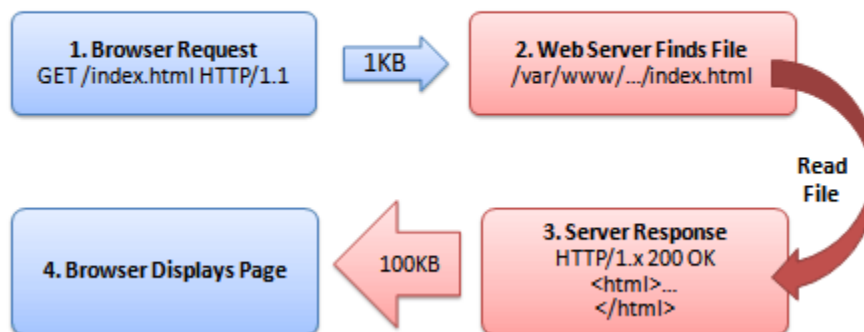 1. Browser Request
GET /index.html HTTP/1.1
1KB
2. Web Server Finds File
/var/www/.../index.html
Read
File
3. Server Response
HTTP/1.x 200 OK
<html>...
</html>
100KB
4. Browser Displays Page